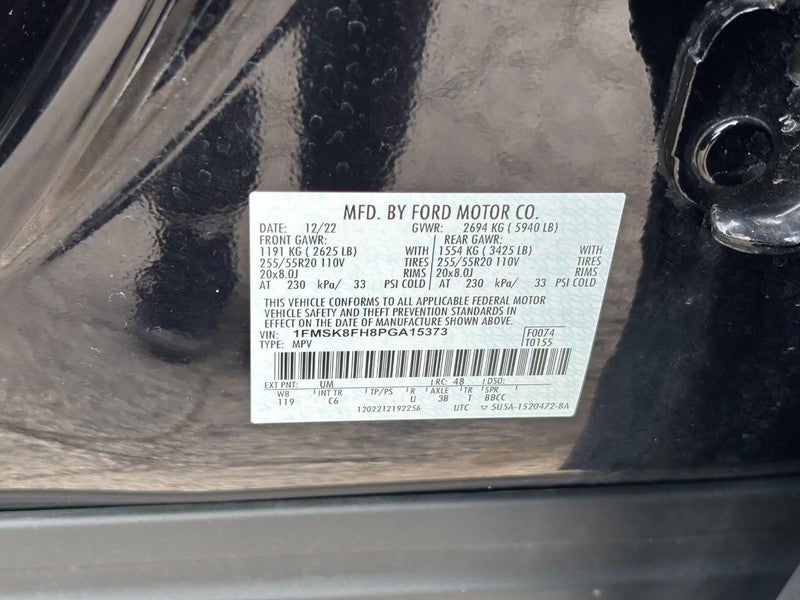 MFD. BY FORD MOTOR CO.
DATE: 12/22 GVWR: 2694 KG ( 5940 LB)
FRONT GAWR: REAR GAWR:
1191 KG ( 2625 LB) WITH 1554 KG ( 3425 LB) WITH
255/55R20 110V TIRES 255/55R20 110V TIRES
20x8.0J RIMS 20x8.0J RIMS
AT 230 kPa/ 33 PSI COLD AT 230 kPa/ 33 PSI COLD
THIS VEHICLE CONFORMS TO ALL APPLICABLE FEDERAL MOTOR
VEHICLE SAFETY AND THEFT PREVENTION STANDARDS IN
EFFECT ON THE DATE OF MANUFACTURE SHOWN ABOVE.
VIN: 1FMSK8FH8PGA15373 F0074
TYPE: MPV T0155
EXT PNT: UM RC: 48 DSO:
WB INT TR TP/PS R AXLE TR SPR
119 C6 U 3B T BBCC
1202212192256 UTC ▽ 5U5A-1520472-BA